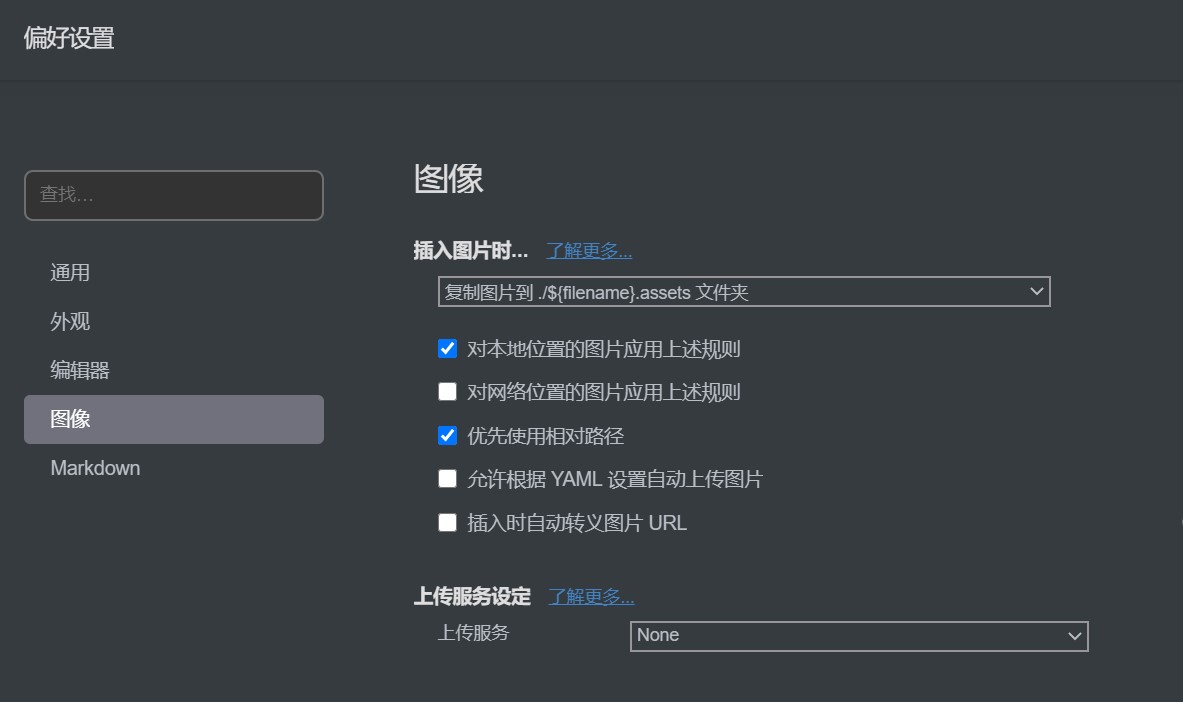 偏好设置
查找...
通用
外观
编辑器
图像
Markdown
图像
插入图片时... 了解更多...
复制图片到 ./${filename}.assets 文件夹
对本地位置的图片应用上述规则
对网络位置的图片应用上述规则
优先使用相对路径
允许根据 YAML 设置自动上传图片
插入时自动转义图片 URL
上传服务设定 了解更多...
上传服务 None